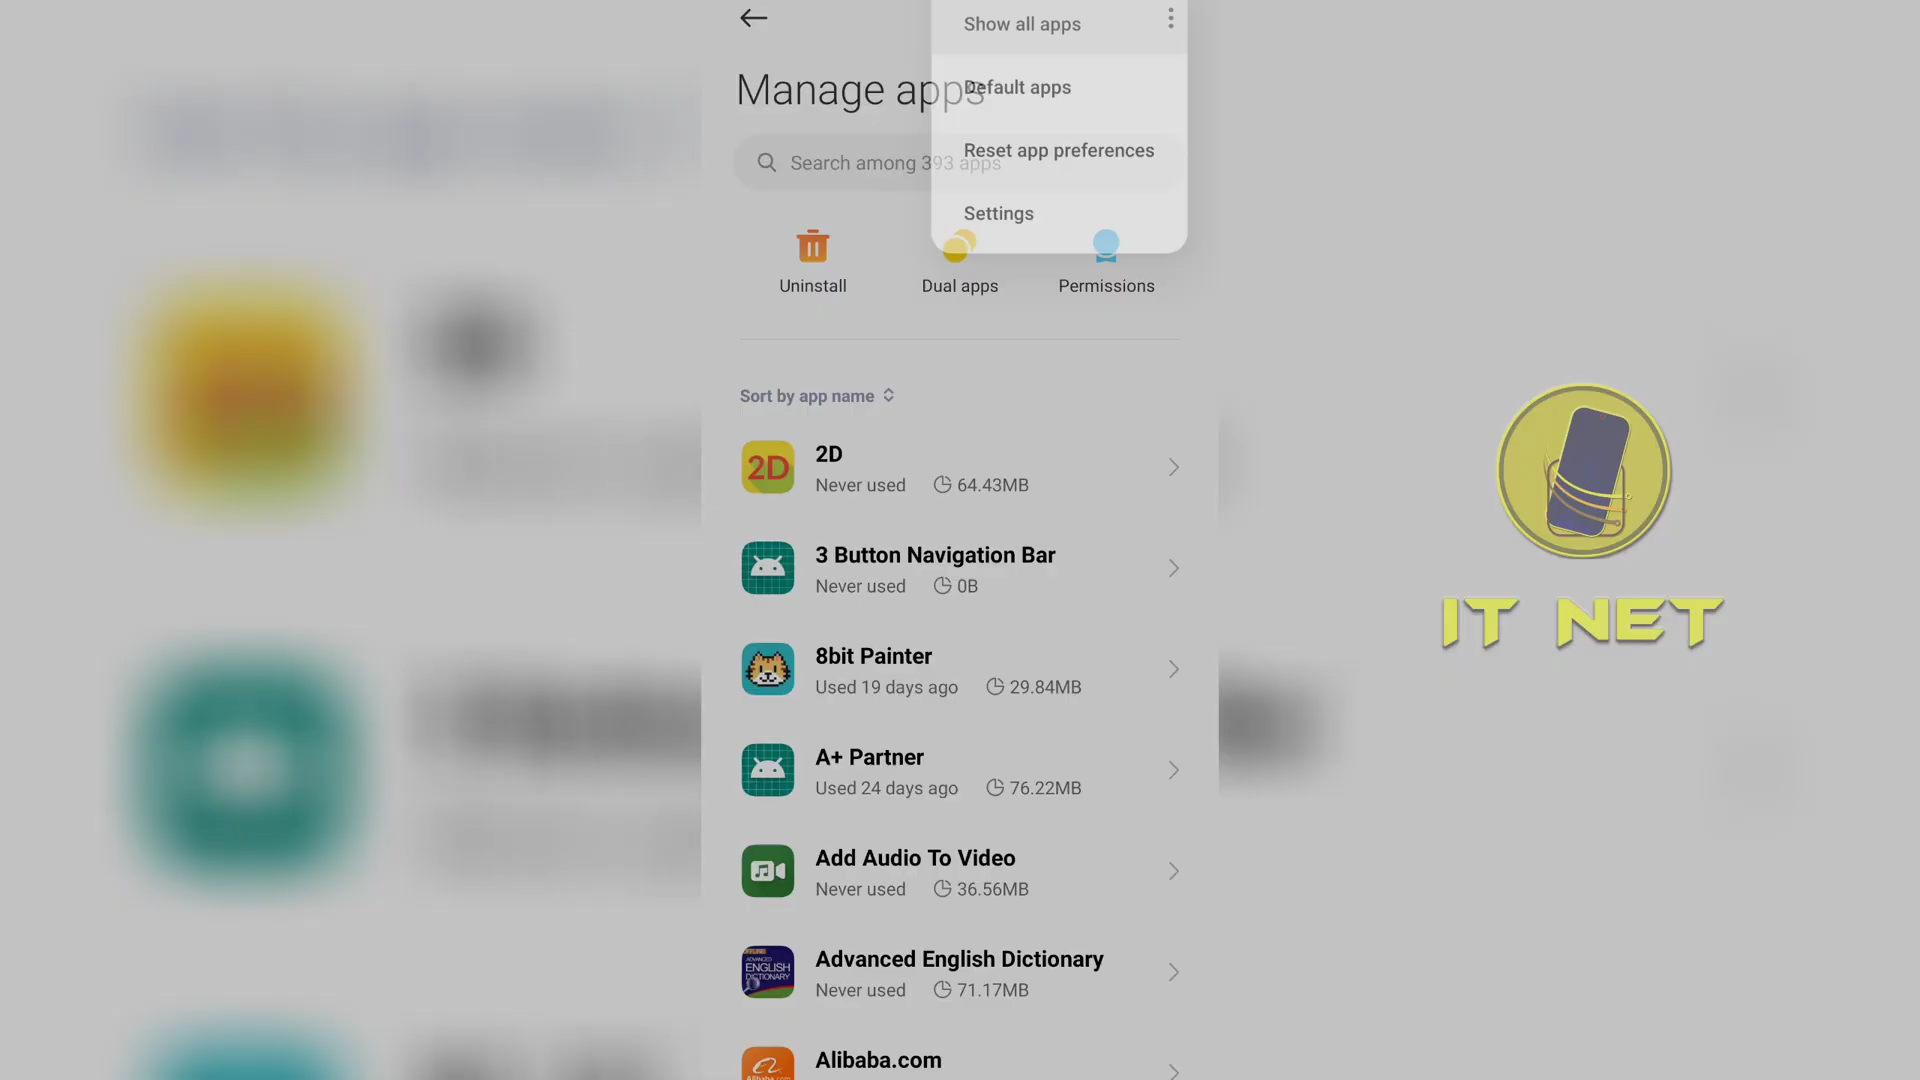 Show all apps
Manage apps
Default apps
Search among 393 apps
Reset app preferences
Settings
Uninstall
Dual apps
Permissions
Sort by app name
2D
2D
Never used 64.43MB
3 Button Navigation Bar
Never used 0B
8bit Painter
Used 19 days ago 29.84MB
A+ Partner
Used 24 days ago 76.22MB
Add Audio To Video
Never used 36.56MB
ADVANCED
ENGLISH
DICTIONARY
Advanced English Dictionary
Never used 71.17MB
Alibaba.com
Alibaba.com
IT NET